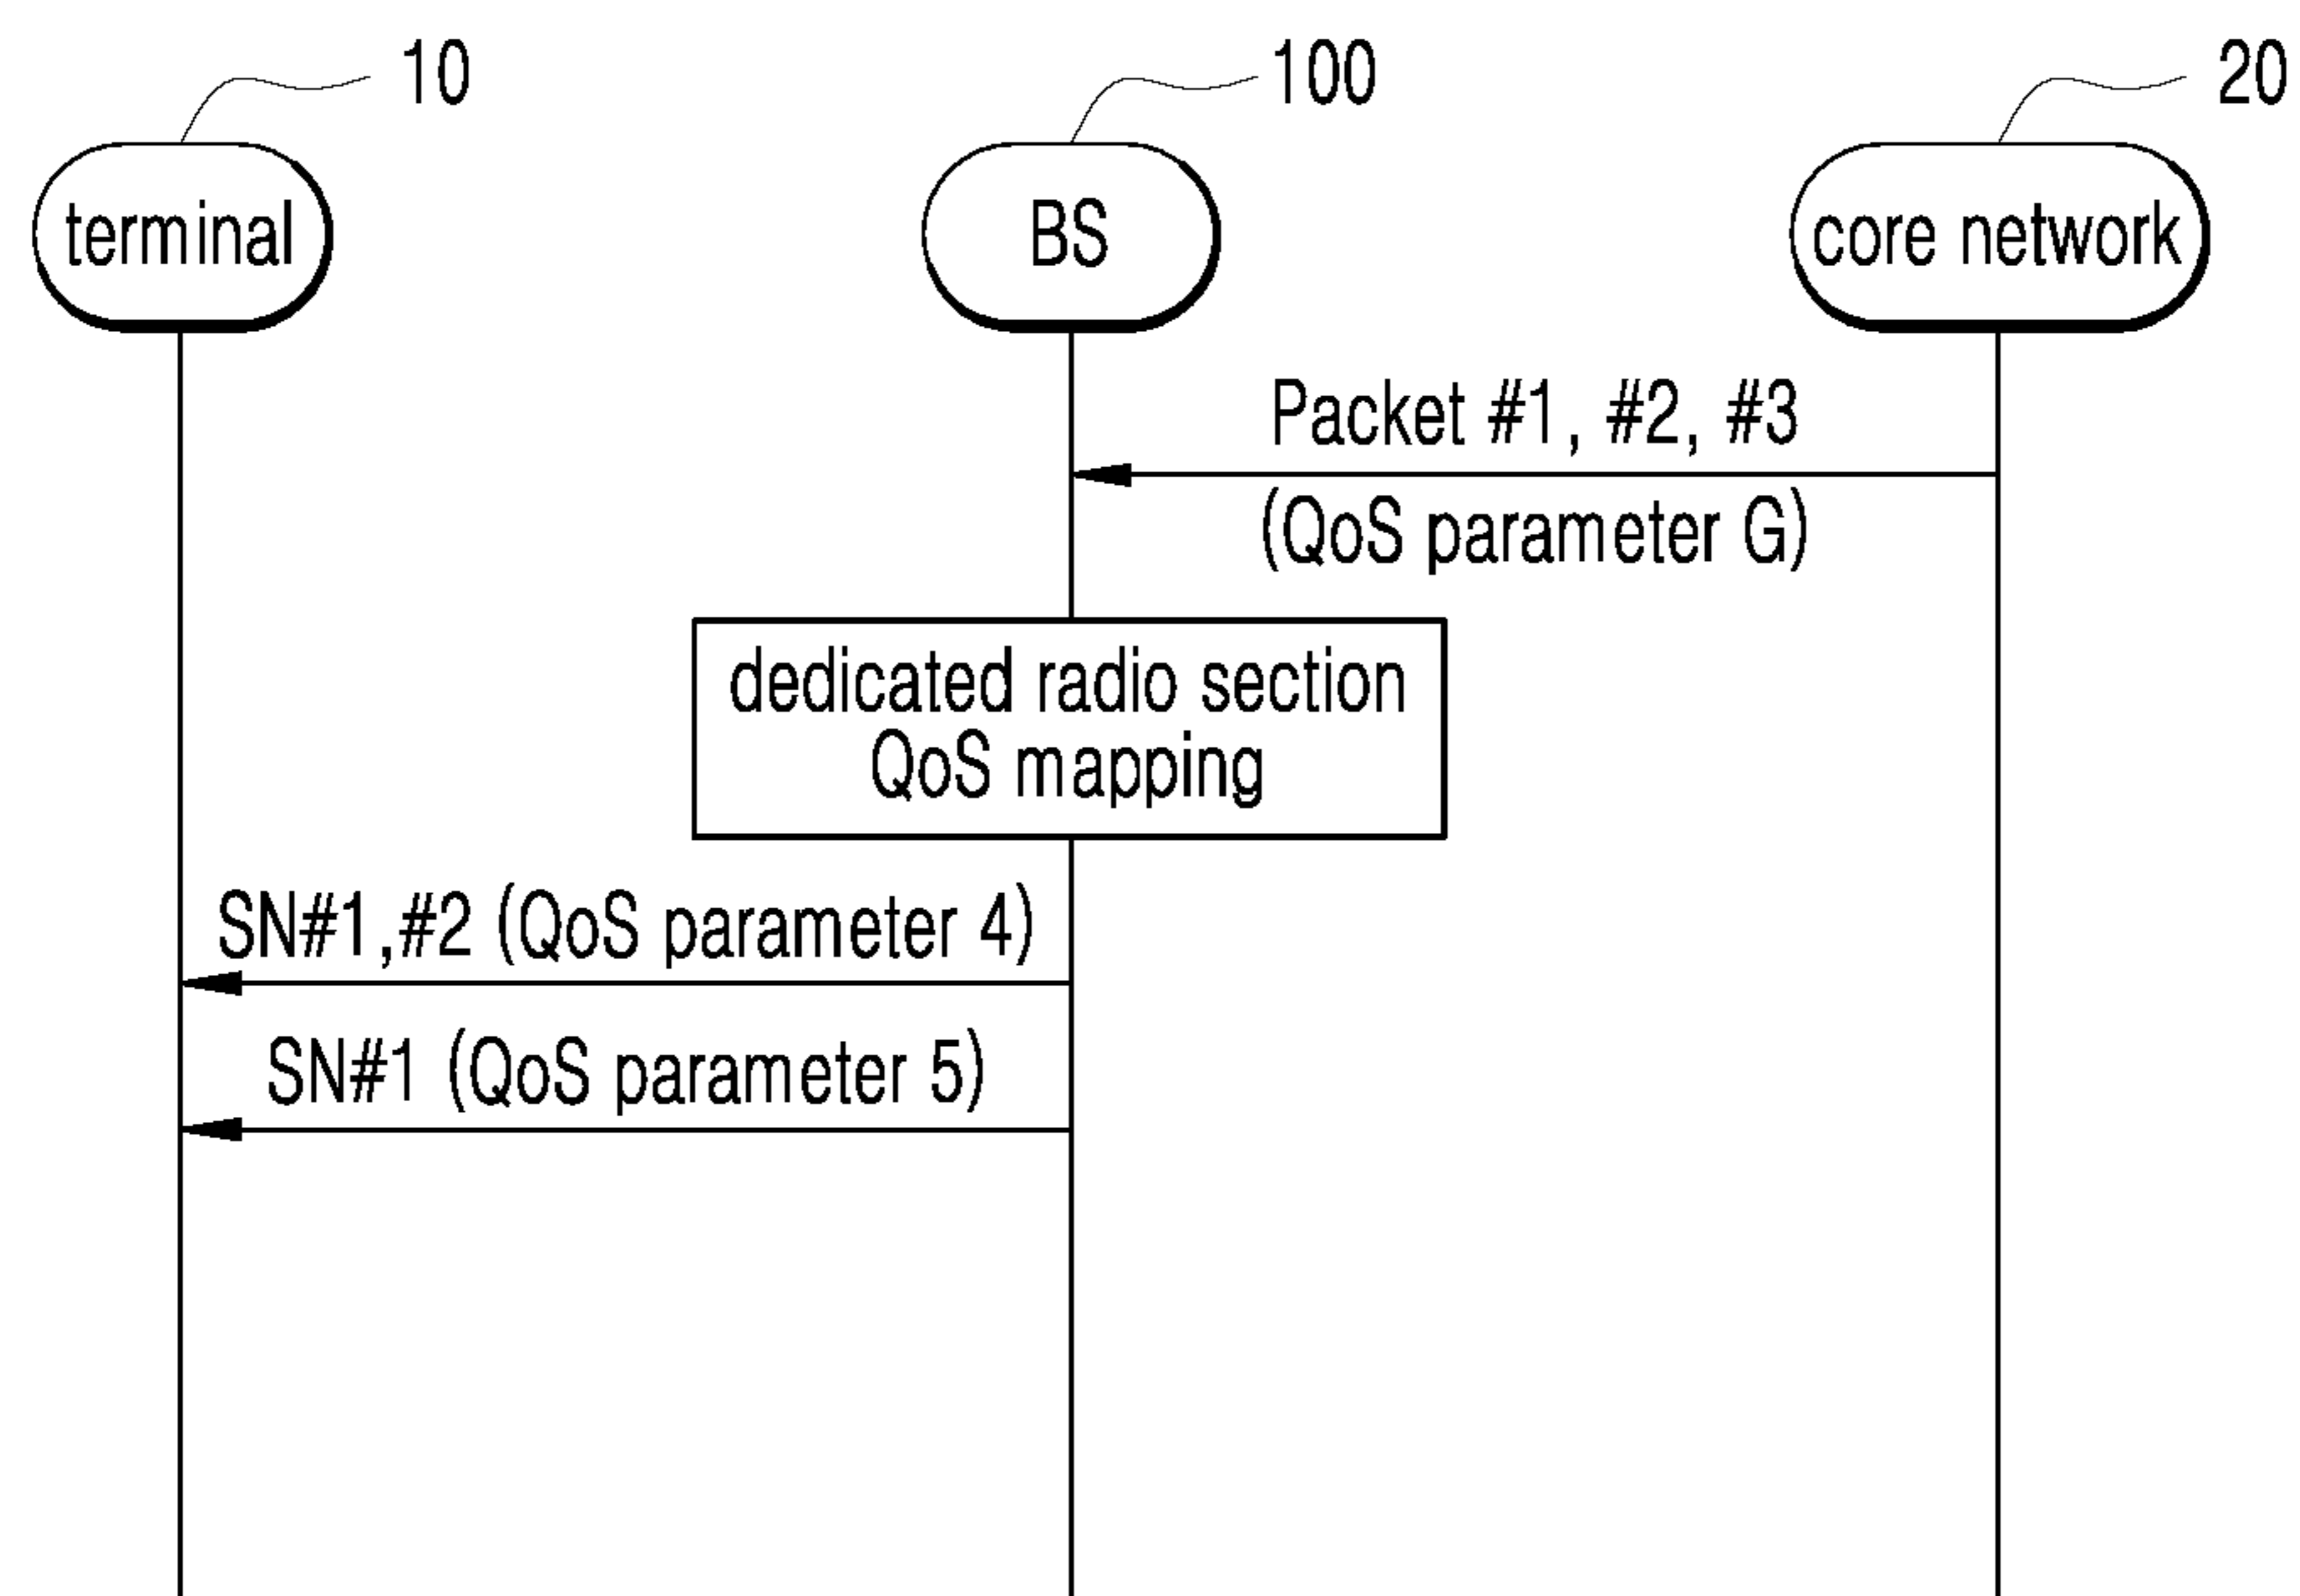 10
100
20
terminal
BS
core network
Packet #1, #2, #3
(QoS parameter G)
dedicated radio section
QoS mapping
SN#1,#2 (QoS parameter 4)
SN#1 (QoS parameter 5)